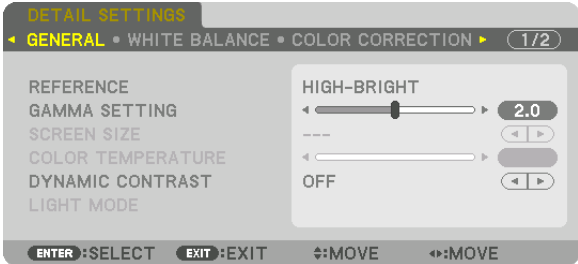 DETAIL SETTINGS
GENERAL • WHITE BALANCE • COLOR CORRECTION (1/2)
REFERENCE HIGH-BRIGHT
GAMMA SETTING 2.0
SCREEN SIZE ---
COLOR TEMPERATURE
DYNAMIC CONTRAST OFF
LIGHT MODE
ENTER :SELECT EXIT :EXIT :MOVE :MOVE